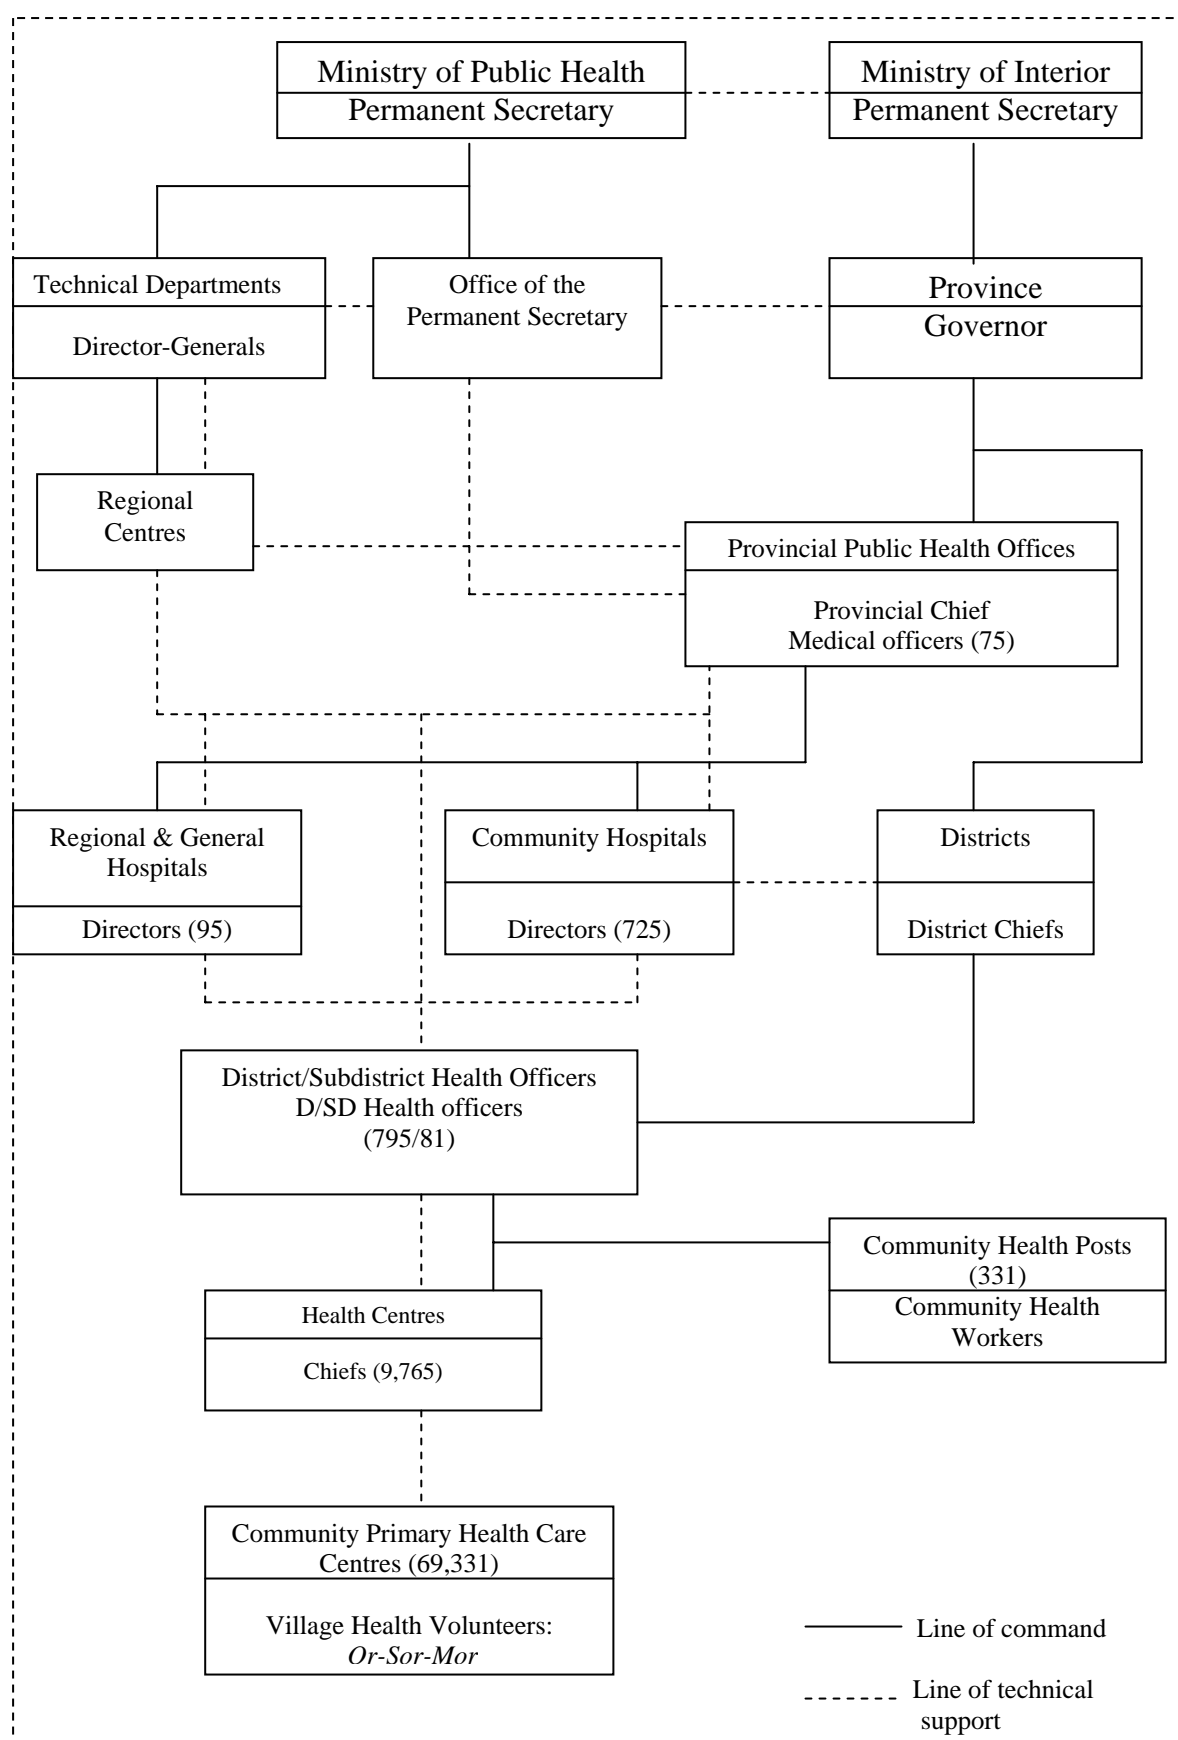 Ministry of Public Health
Permanent Secretary
Ministry of Interior
Permanent Secretary
Technical Departments
Director-Generals
Office of the
Permanent Secretary
Province
Governor
Regional
Centres
Provincial Public Health Offices
Provincial Chief
Medical officers (75)
Regional & General
Hospitals
Directors (95)
Community Hospitals
Directors (725)
Districts
District Chiefs
District/Subdistrict Health Officers
D/SD Health officers
(795/81)
Community Health Posts
(331)
Community Health
Workers
Health Centres
Chiefs (9,765)
Community Primary Health Care
Centres (69,331)
Village Health Volunteers:
Or-Sor-Mor
Line of command
Line of technical
support